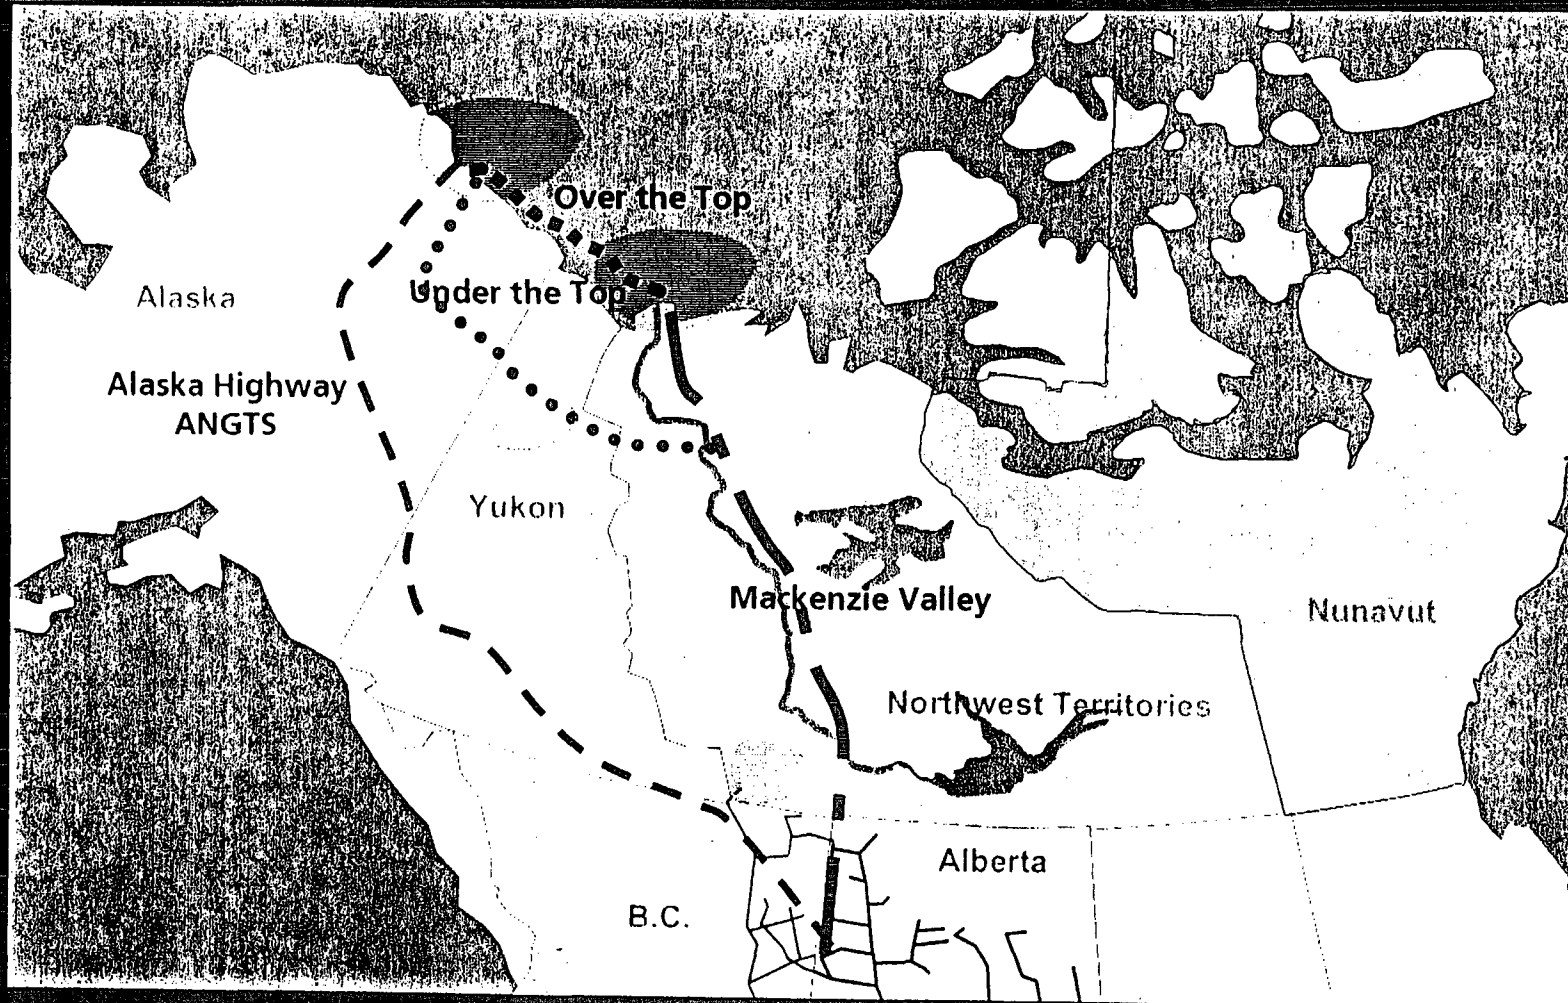 Over the Top
Under the Top
Alaska
Alaska Highway
ANGTS
Yukon
Mackenzie Valley
Nunavut
Northwest Territories
Alberta
B.C.